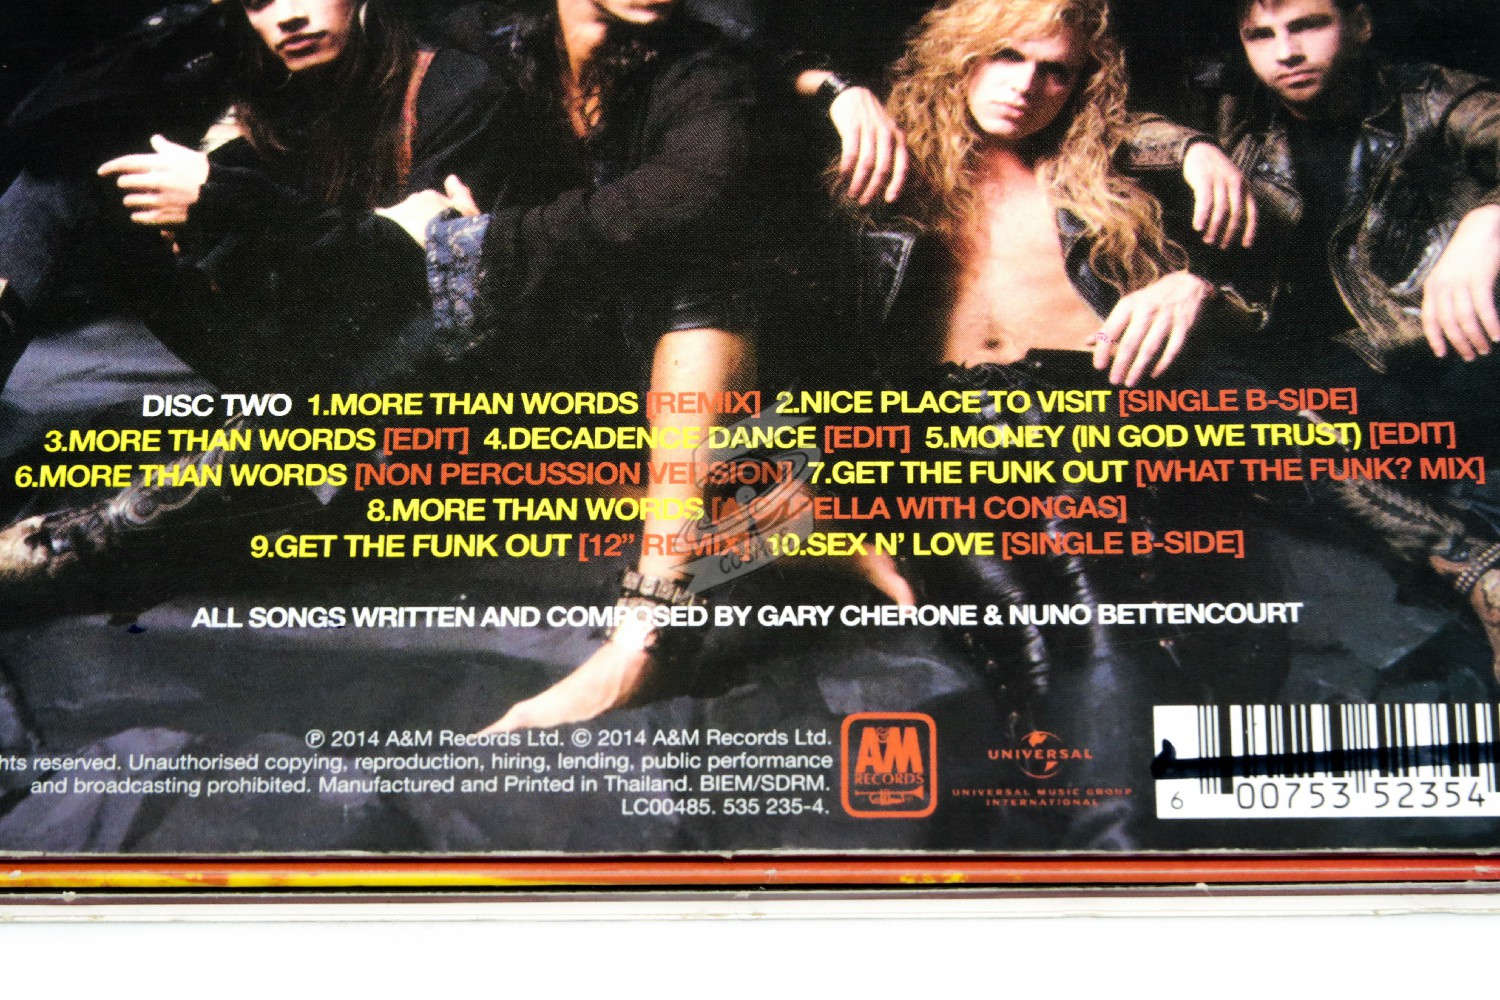 DISC TWO 1.MORE THAN WORDS [REMIX] 2.NICE PLACE TO VISIT [SINGLE B-SIDE]
3.MORE THAN WORDS [EDIT] 4.DECADENCE DANCE [EDIT] 5.MONEY (IN GOD WE TRUST) [EDIT]
6.MORE THAN WORDS [NON PERCUSSION VERSION] 7.GET THE FUNK OUT [WHAT THE FUNK? MIX]
8.MORE THAN WORDS [A CAPPELLA WITH CONGAS]
9.GET THE FUNK OUT [12” REMIX] 10.SEX N’ LOVE [SINGLE B-SIDE]
ALL SONGS WRITTEN AND COMPOSED BY GARY CHERONE & NUNO BETTENCOURT
℗ 2014 A&M Records Ltd. © 2014 A&M Records Ltd.
hts reserved. Unauthorised copying, reproduction, hiring, lending, public performance
and broadcasting prohibited. Manufactured and Printed in Thailand. BIEM/SDRM.
LC00485. 535 235-4.
A&M
RECORDS
UNIVERSAL
UNIVERSAL MUSIC GROUP
INTERNATIONAL
6 00753 52354